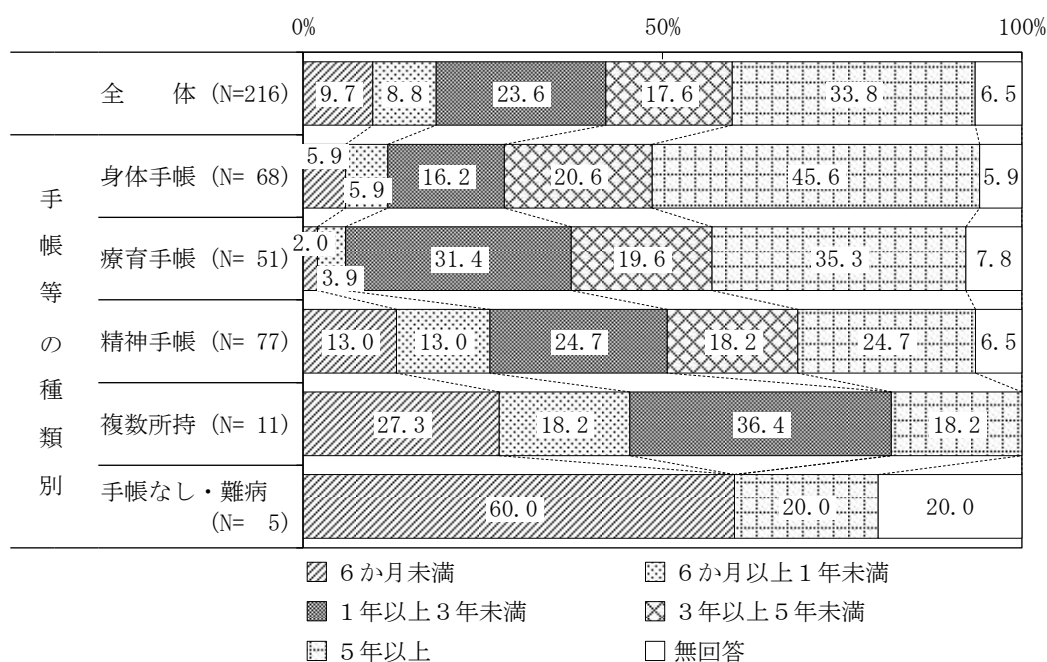 0% 50% 100%
全　　体 (N=216) 9.7 8.8 23.6 17.6 33.8 6.5
手帳等の種類別
身体手帳 (N= 68) 5.9 5.9 16.2 20.6 45.6 5.9
療育手帳 (N= 51) 2.0 3.9 31.4 19.6 35.3 7.8
精神手帳 (N= 77) 13.0 13.0 24.7 18.2 24.7 6.5
複数所持 (N= 11) 27.3 18.2 36.4 18.2
手帳なし・難病
(N= 5) 60.0 20.0 20.0
６か月未満 ６か月以上１年未満
１年以上３年未満 ３年以上５年未満
５年以上 無回答